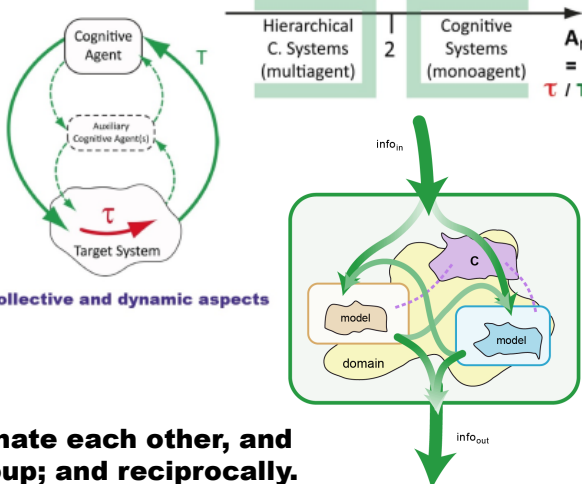 Cognitive
Agent
T
Auxiliary
Cognitive Agent(s)
τ
Target System
Hierarchical
C. Systems
(multiagent)
2
Cognitive
Systems
(monoagent)
=
τ /
ollective and dynamic aspects
info in
C
model
model
domain
info out
nate each other, and
oup; and reciprocally.